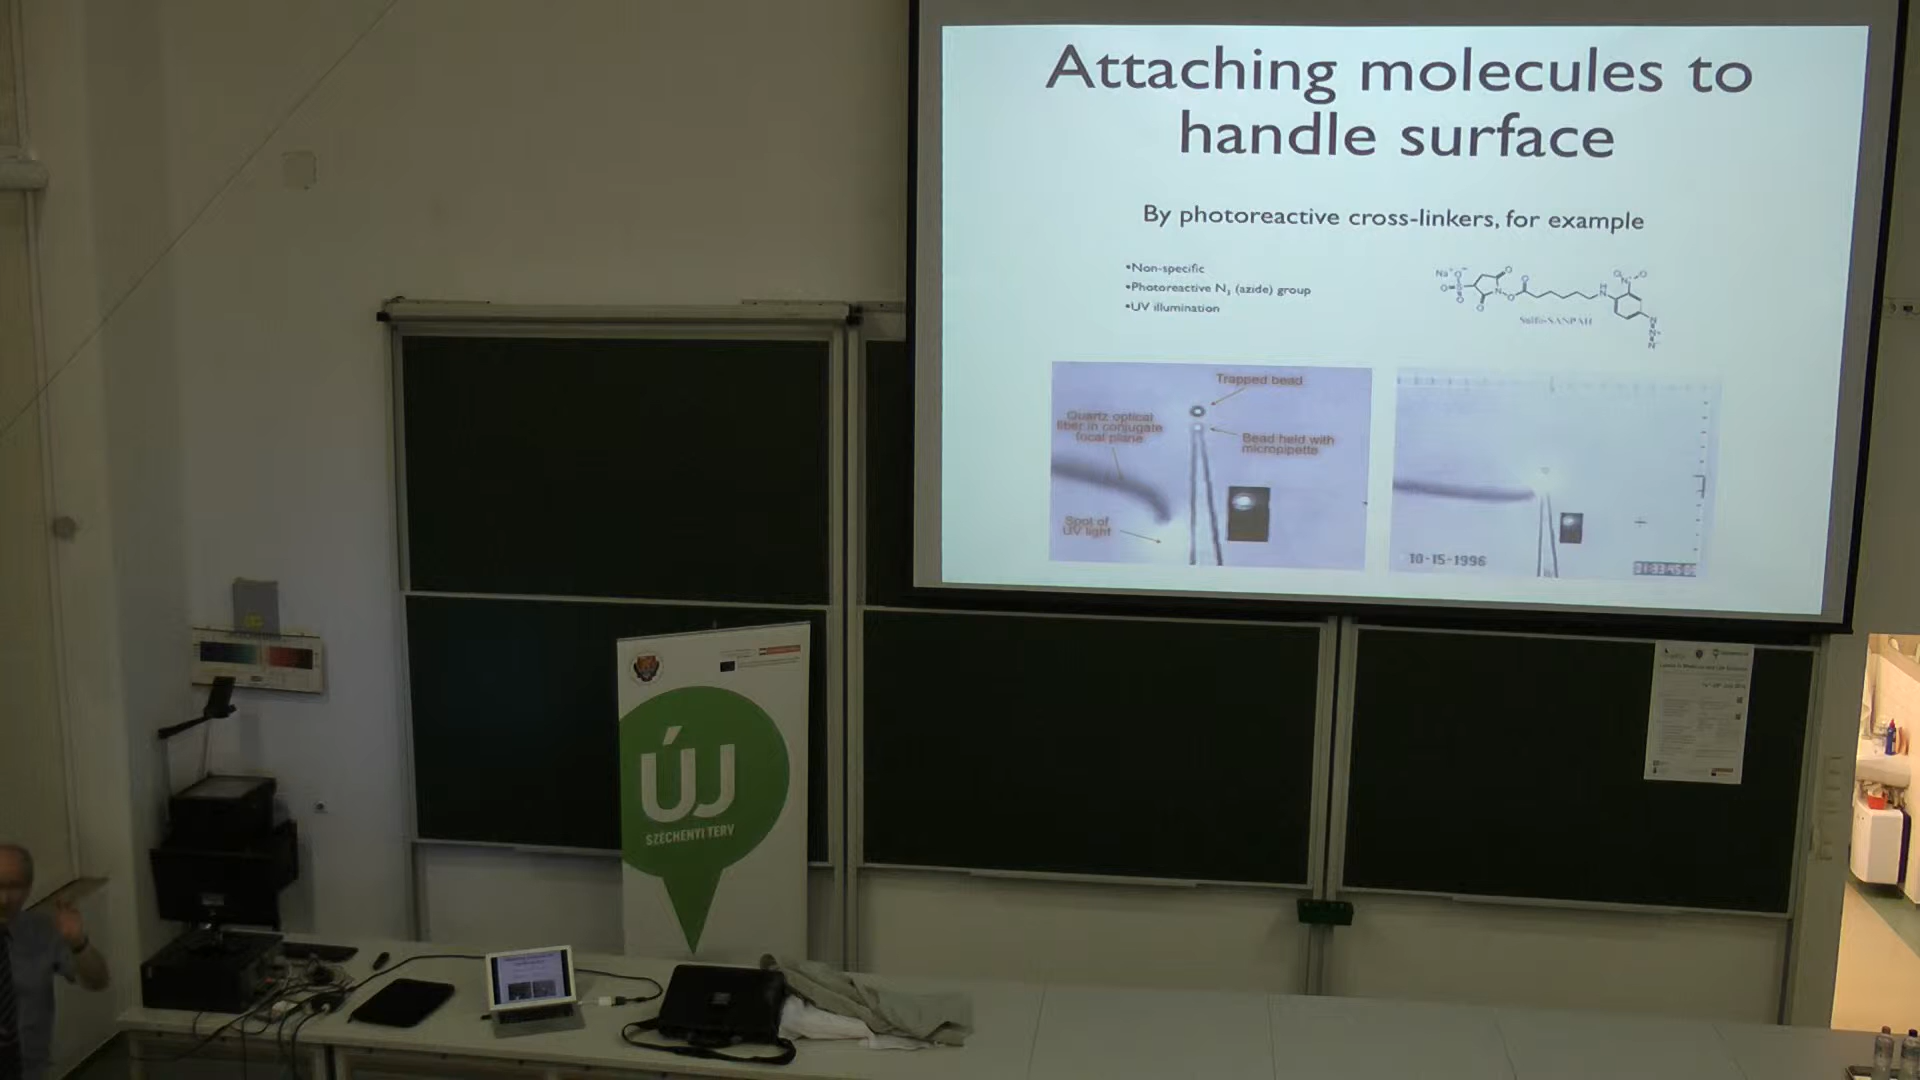 Attaching molecules to
handle surface
By photoreactive cross-linkers, for example
•Non-specific
•Photoreactive N3 (azide) group
•UV illumination
Sulfo-SANPAH
Trapped bead
Quartz optical
fiber in conjugate
focal plane
Bead held with
micropipette
Spot of
UV light
10-15-1996
ÚJ
SZÉCHENYI TERV